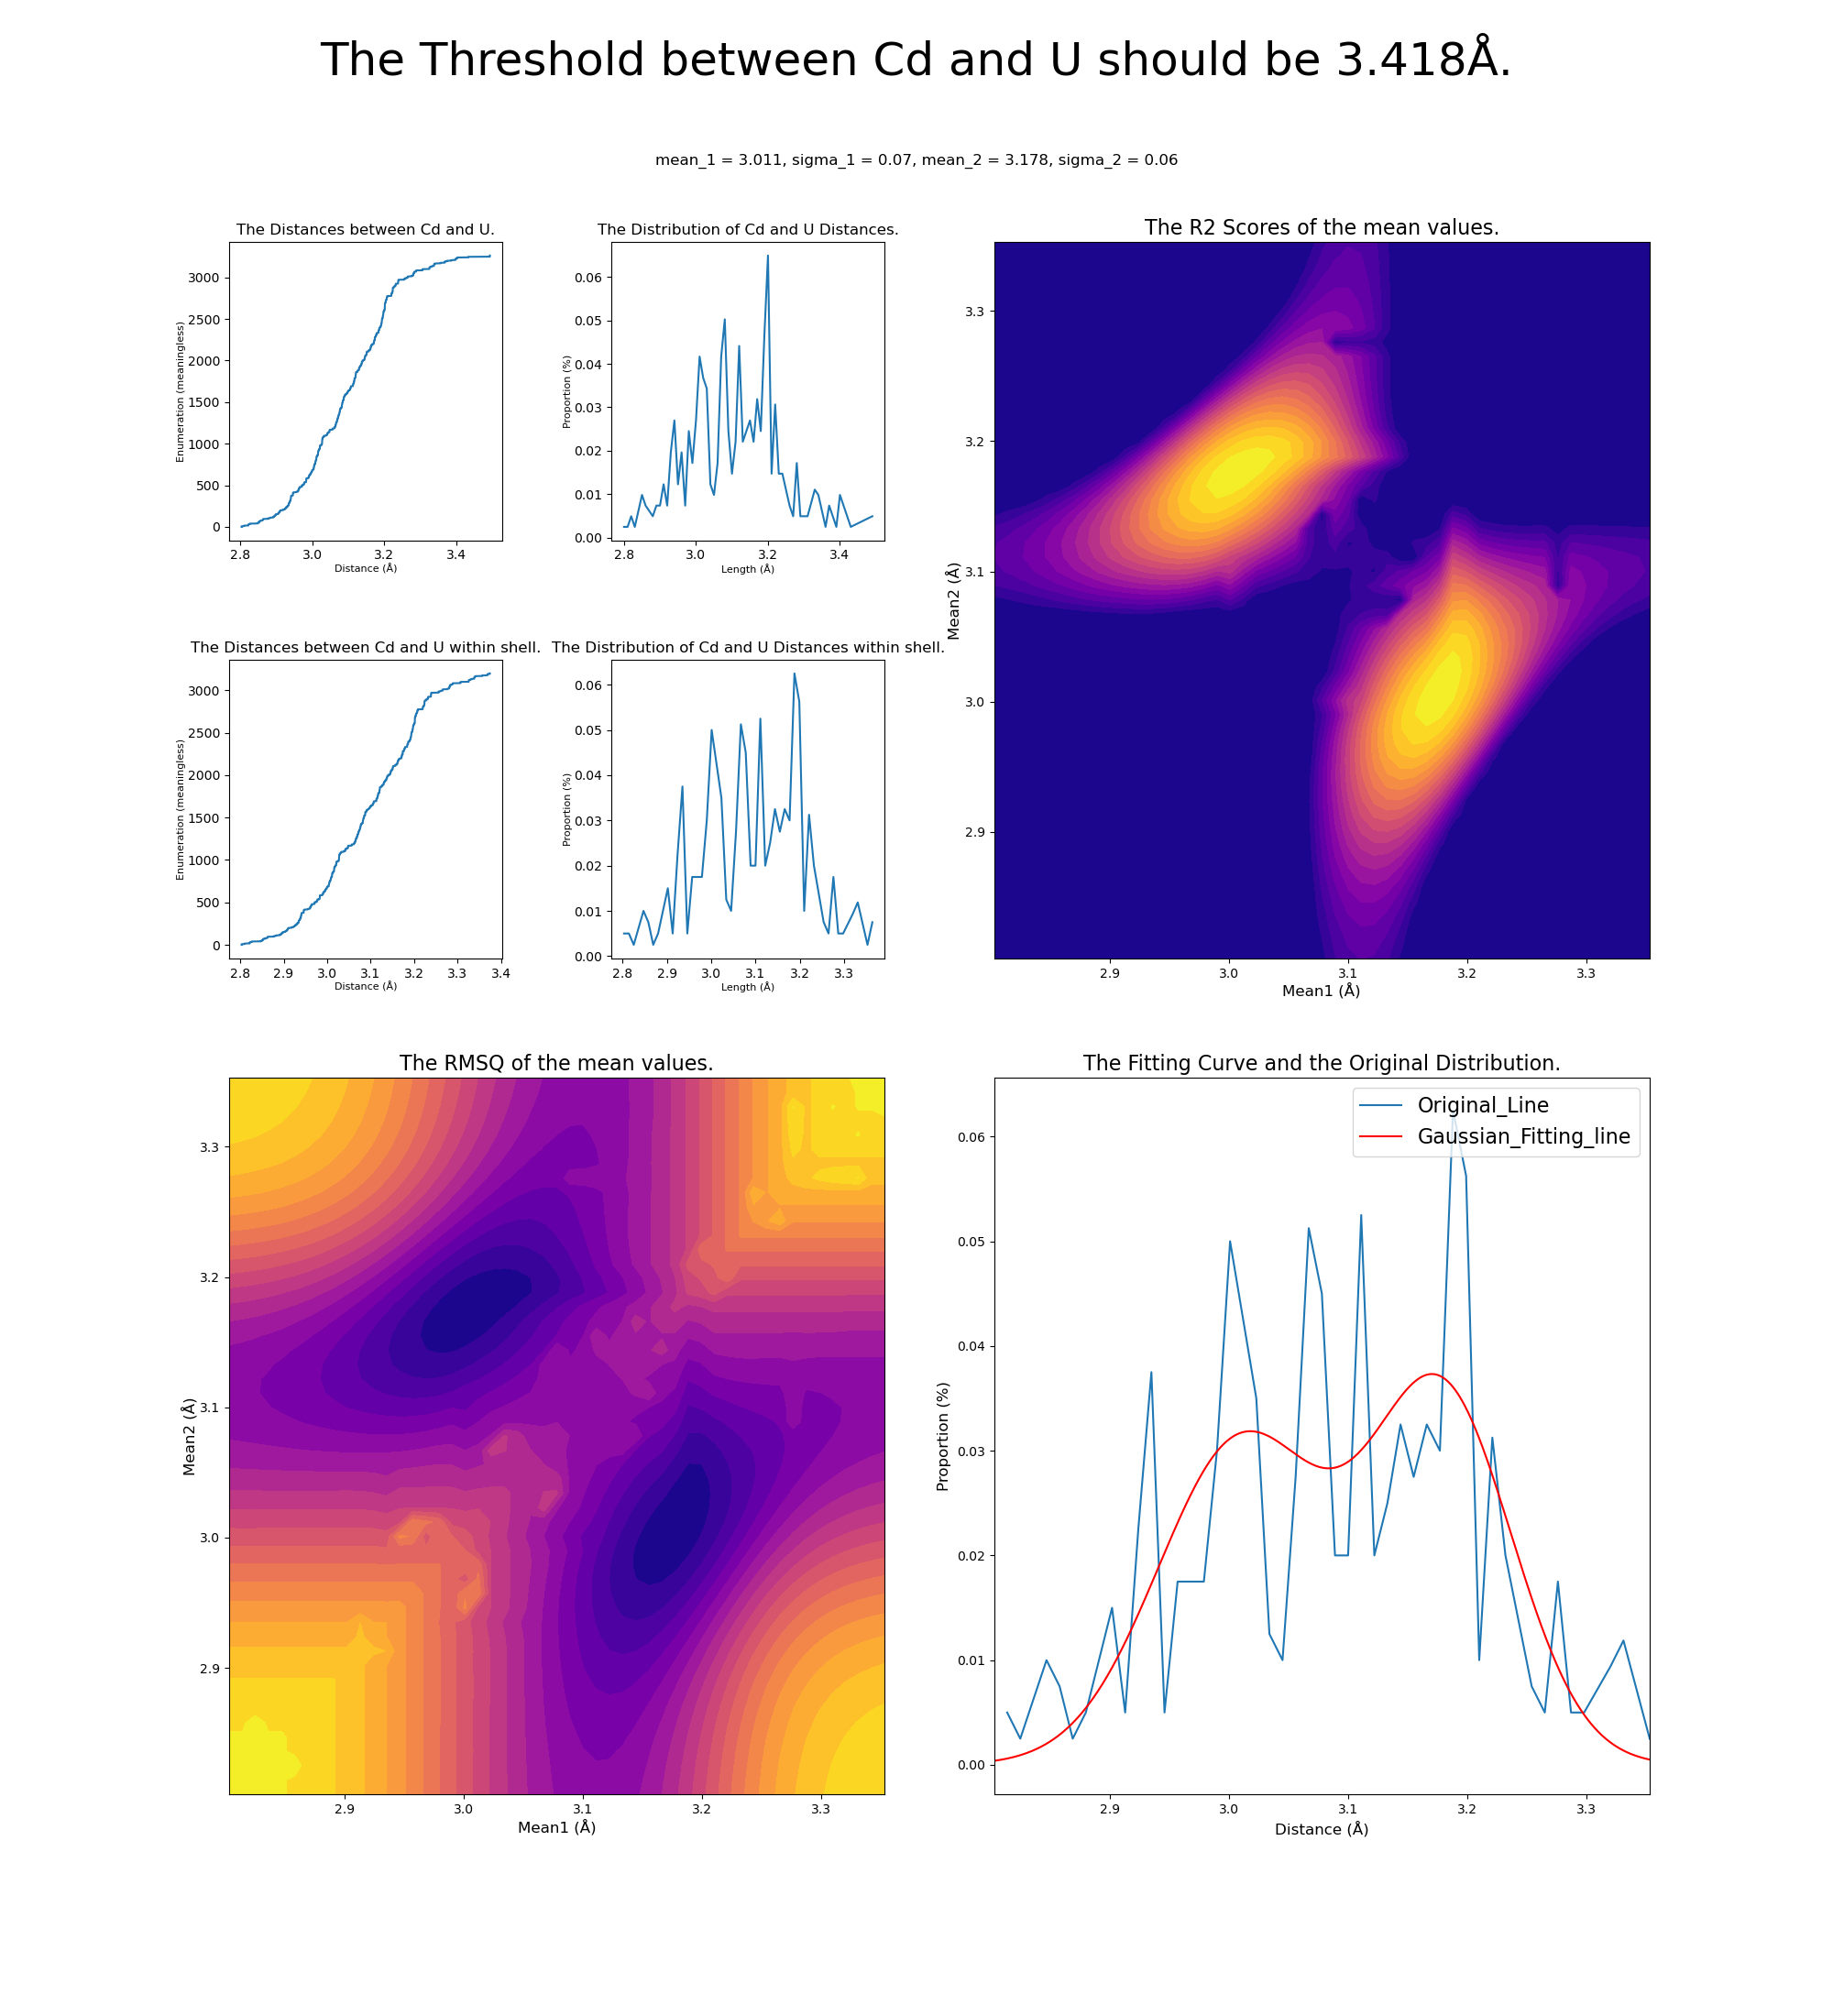 The Threshold between Cd and U should be 3.418Å.
mean_1 = 3.011, sigma_1 = 0.07, mean_2 = 3.178, sigma_2 = 0.06
The Distances between Cd and U.
Enumeration (meaningless)
3000
2500
2000
1500
1000
500
0
2.8 3.0 3.2 3.4
Distance (Å)
The Distribution of Cd and U Distances.
Proportion (%)
0.06
0.05
0.04
0.03
0.02
0.01
0.00
2.8 3.0 3.2 3.4
Length (Å)
The R2 Scores of the mean values.
Mean2 (Å)
3.3
3.2
3.1
3.0
2.9
2.9 3.0 3.1 3.2 3.3
Mean1 (Å)
The Distances between Cd and U within shell.
Enumeration (meaningless)
3000
2500
2000
1500
1000
500
0
2.8 2.9 3.0 3.1 3.2 3.3 3.4
Distance (Å)
The Distribution of Cd and U Distances within shell.
Proportion (%)
0.06
0.05
0.04
0.03
0.02
0.01
0.00
2.8 2.9 3.0 3.1 3.2 3.3
Length (Å)
The RMSQ of the mean values.
Mean2 (Å)
3.3
3.2
3.1
3.0
2.9
2.9 3.0 3.1 3.2 3.3
Mean1 (Å)
The Fitting Curve and the Original Distribution.
Original_Line
Gaussian_Fitting_line
Proportion (%)
0.06
0.05
0.04
0.03
0.02
0.01
0.00
2.9 3.0 3.1 3.2 3.3
Distance (Å)